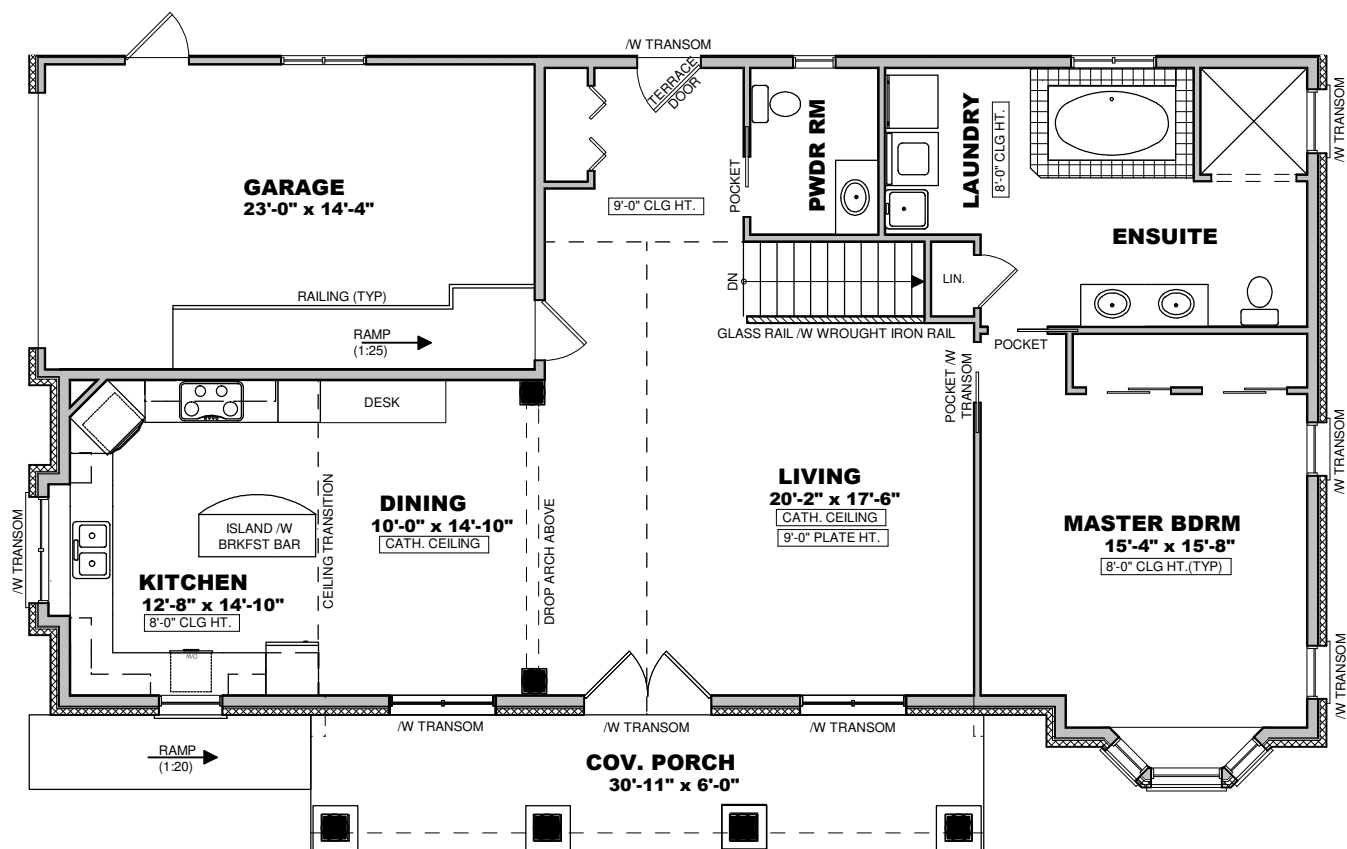 /W TRANSOM
TERRACE
DOOR
GARAGE
23'-0" x 14'-4"
9'-0" CLG HT.
POCKET
PWDR RM
LAUNDRY
8'-0" CLG HT.
/W TRANSOM
ENSUITE
RAILING (TYP)
RAMP
(1:25)
DN
LIN.
GLASS RAIL /W WROUGHT IRON RAIL
POCKET
POCKET /W
TRANSOM
DESK
/W TRANSOM
ISLAND /W
BRKFST BAR
DINING
10'-0" x 14'-10"
CATH. CEILING
CEILING TRANSITION
DROP ARCH ABOVE
LIVING
20'-2" x 17'-6"
CATH. CEILING
9'-0" PLATE HT.
MASTER BDRM
15'-4" x 15'-8"
8'-0" CLG HT.(TYP)
/W TRANSOM
KITCHEN
12'-8" x 14'-10"
8'-0" CLG HT.
D/W
/W TRANSOM
/W TRANSOM
/W TRANSOM
/W TRANSOM
RAMP
(1:20)
COV. PORCH
30'-11" x 6'-0"